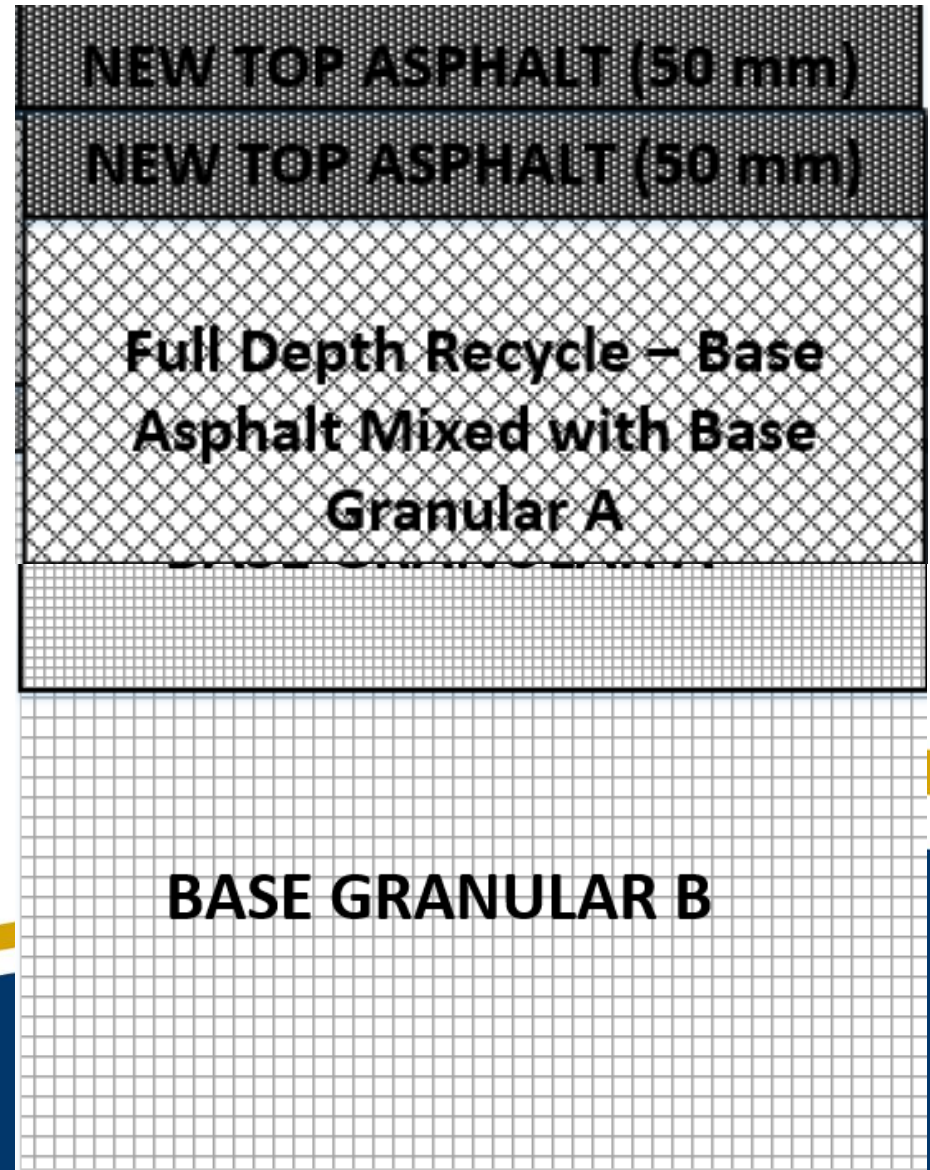 NEW TOP ASPHALT (50 mm)
NEW TOP ASPHALT (50 mm)
Full Depth Recycle – Base
Asphalt Mixed with Base
Granular A
BASE GRANULAR B